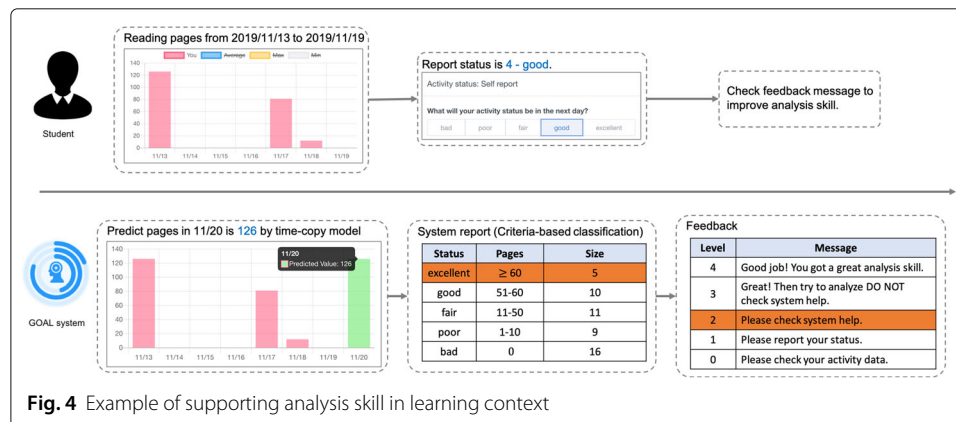 Reading pages from 2019/11/13 to 2019/11/19
You Average Max Min
140
120
100
80
60
40
20
0
11/13 11/14 11/15 11/16 11/17 11/18 11/19
Student
Report status is 4 - good.
Activity status: Self report
What will your activity status be in the next day?
bad poor fair good excellent
Check feedback message to
improve analysis skill.
Predict pages in 11/20 is 126 by time-copy model
140
120
100
80
60
40
20
0
11/20
Predicted Value: 126
11/13 11/14 11/15 11/16 11/17 11/18 11/19 11/20
GOAL system
System report (Criteria-based classification)
Status Pages Size
excellent ≥ 60 5
good 51-60 10
fair 11-50 11
poor 1-10 9
bad 0 16
Feedback
Level Message
4 Good job! You got a great analysis skill.
3 Great! Then try to analyze DO NOT
check system help.
2 Please check system help.
1 Please report your status.
0 Please check your activity data.
Fig. 4 Example of supporting analysis skill in learning context